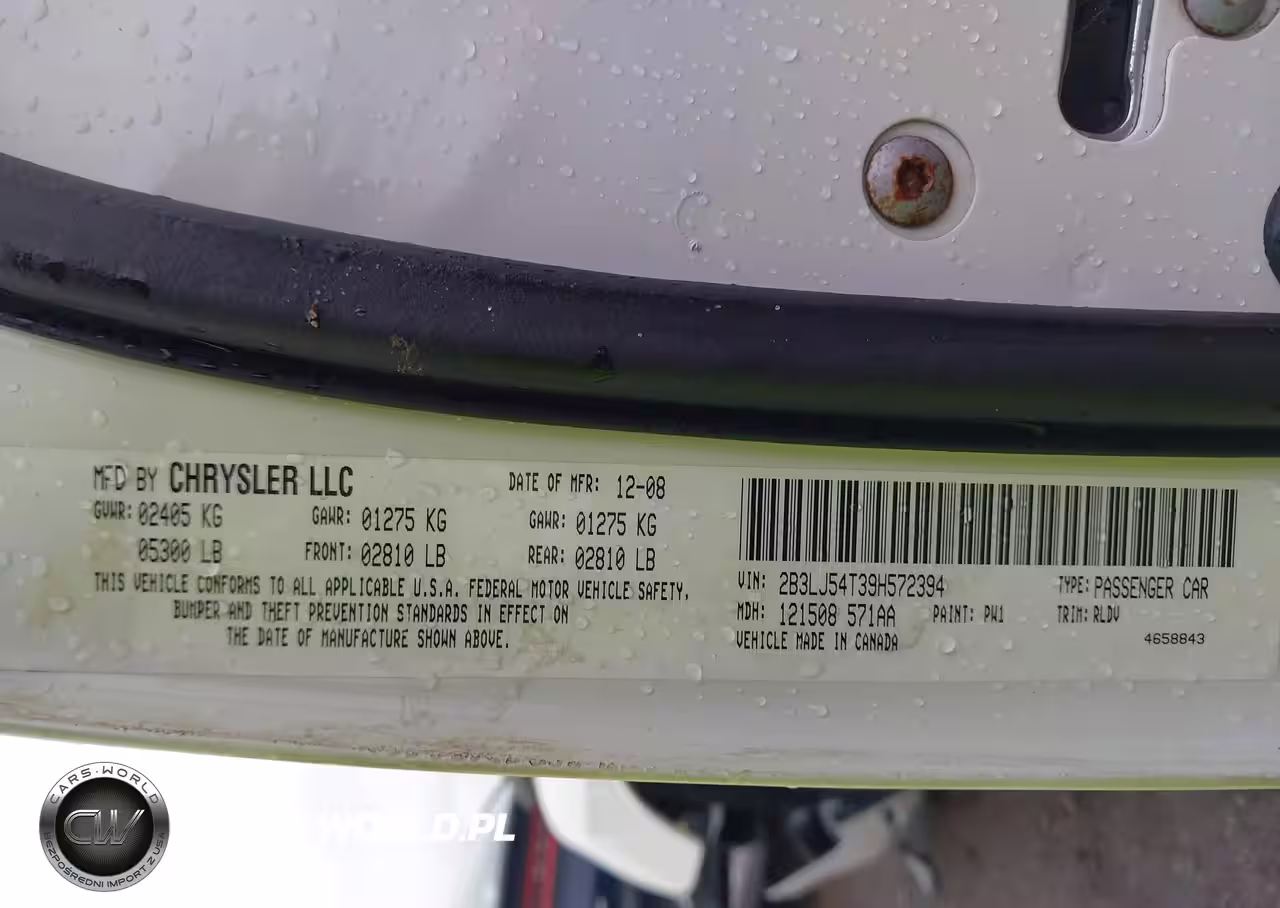 MFD BY CHRYSLER LLC DATE OF MFR: 12-08
GVWR: 02405 KG GAWR: 01275 KG GAWR: 01275 KG
05300 LB FRONT: 02810 LB REAR: 02810 LB
THIS VEHICLE CONFORMS TO ALL APPLICABLE U.S.A. FEDERAL MOTOR VEHICLE SAFETY,
BUMPER AND THEFT PREVENTION STANDARDS IN EFFECT ON
THE DATE OF MANUFACTURE SHOWN ABOVE.
VIN: 2B3LJ54T39H572394 TYPE: PASSENGER CAR
MDH: 121508 571AA PAINT: PW1 TRIM: RLDV
VEHICLE MADE IN CANADA 4658843
CARS-WORLD
CW
BEZPOŚREDNI IMPORT Z USA
WORLD.PL